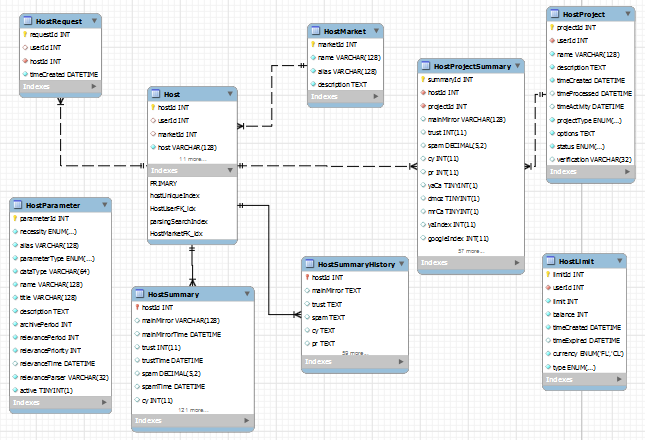 HostRequest
requestId INT
userId INT
hostId INT
timeCreated DATETIME
Indexes
HostMarket
marketId INT
name VARCHAR(128)
alias VARCHAR(128)
description TEXT
Indexes
HostProject
projectId INT
userId INT
name VARCHAR(128)
description TEXT
timeCreated DATETIME
timeProcessed DATETIME
timeActivity DATETIME
projectType ENUM(...)
options TEXT
status ENUM(...)
verification VARCHAR(32)
Indexes
HostProjectSummary
summaryId INT
hostId INT
projectId INT
mainMirror VARCHAR(128)
trust INT(11)
spam DECIMAL(5,2)
cy INT(11)
pr INT(11)
yaCa TINYINT(1)
dmoz TINYINT(1)
mrCa TINYINT(1)
yaIndex INT(11)
googleIndex INT(11)
57 more...
Indexes
Host
hostId INT
userId INT
marketId INT
host VARCHAR(128)
11 more...
Indexes
PRIMARY
hostUniqueIndex
HostUserFK_idx
parsingSearchIndex
HostMarketFK_idx
HostParameter
parameterId INT
necessity ENUM(...)
alias VARCHAR(128)
parameterType ENUM(...)
dataType VARCHAR(64)
name VARCHAR(128)
title VARCHAR(128)
description TEXT
archivePeriod INT
relevancePeriod INT
relevancePriority INT
relevanceTime DATETIME
relevanceParser VARCHAR(32)
active TINYINT(1)
Indexes
HostSummary
hostId INT
mainMirror VARCHAR(128)
mainMirrorTime DATETIME
trust INT(11)
trustTime DATETIME
spam DECIMAL(5,2)
spamTime DATETIME
cy INT(11)
121 more...
Indexes
HostSummaryHistory
hostId INT
mainMirror TEXT
trust TEXT
spam TEXT
cy TEXT
pr TEXT
59 more...
Indexes
HostLimit
limitId INT
userId INT
limit INT
balance INT
timeCreated DATETIME
timeExpired DATETIME
currency ENUM('FL','CL')
type ENUM(...)
Indexes